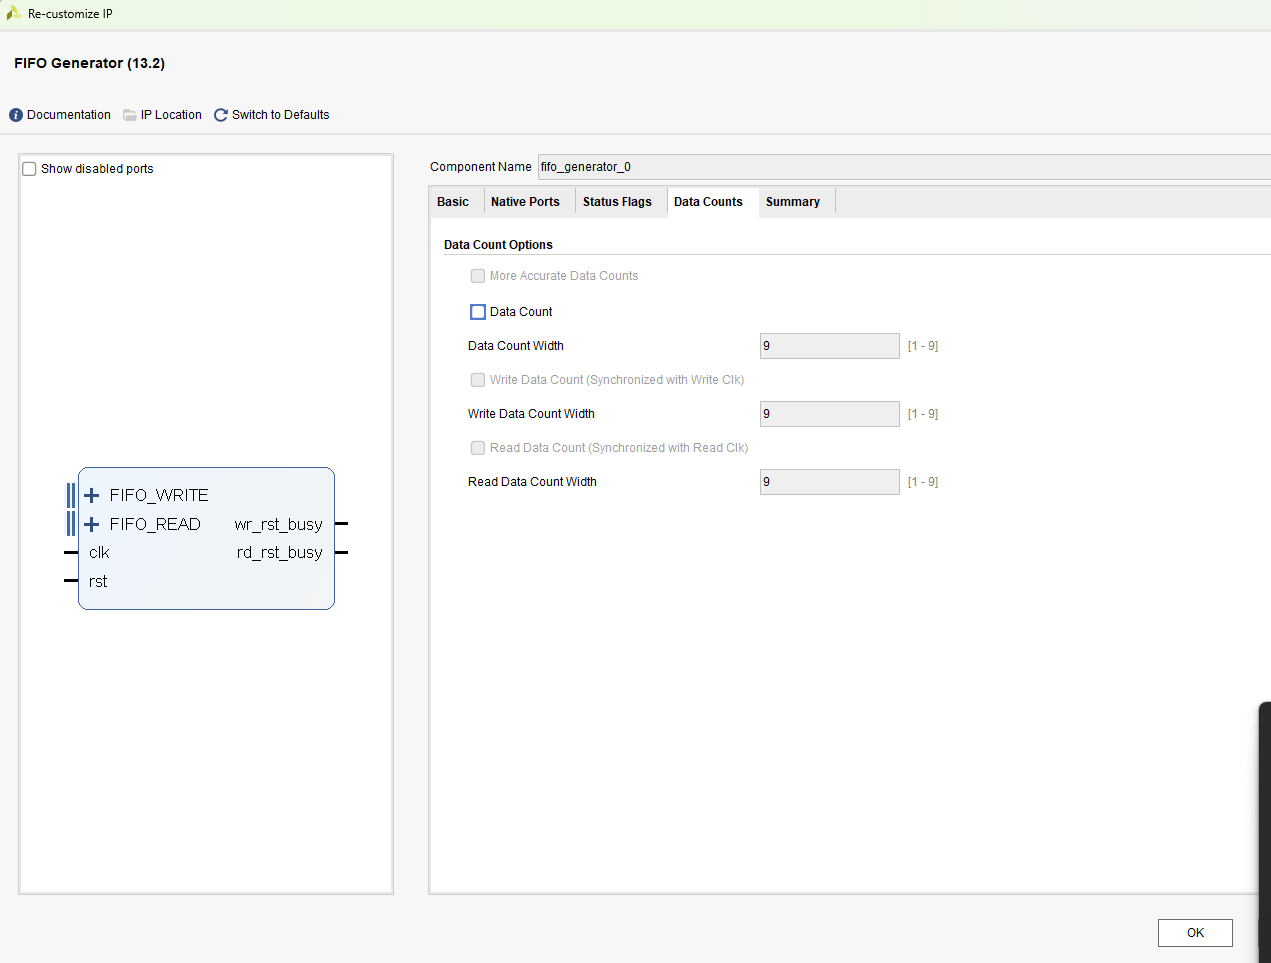 Re-customize IP
FIFO Generator (13.2)
Documentation IP Location Switch to Defaults
Show disabled ports
FIFO_WRITE
FIFO_READ wr_rst_busy
clk rd_rst_busy
rst
Component Name fifo_generator_0
Basic Native Ports Status Flags Data Counts Summary
Data Count Options
More Accurate Data Counts
Data Count
Data Count Width 9 [1 - 9]
Write Data Count (Synchronized with Write Clk)
Write Data Count Width 9 [1 - 9]
Read Data Count (Synchronized with Read Clk)
Read Data Count Width 9 [1 - 9]
OK